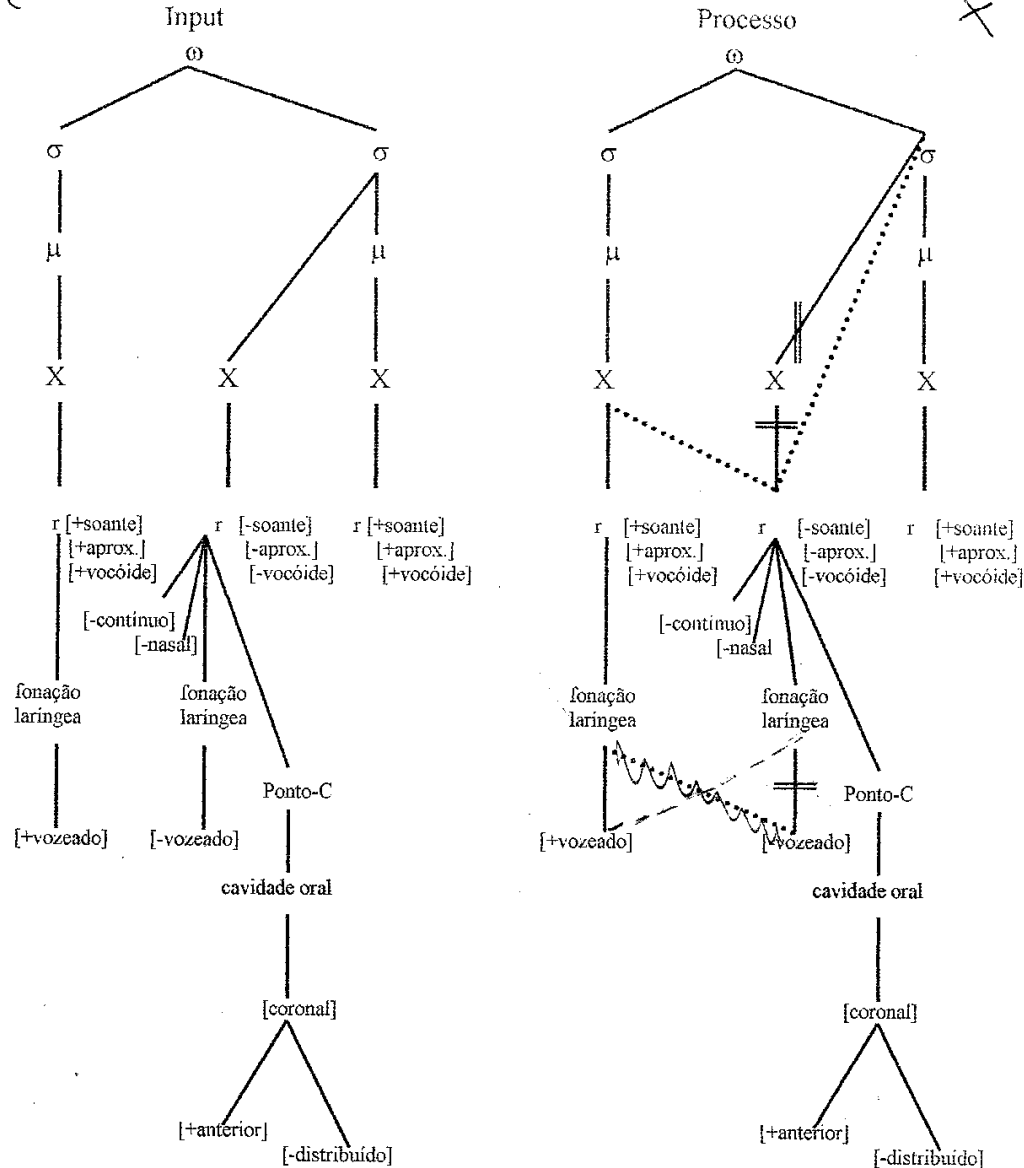 Input Processo
ω ω
σ σ σ σ
μ μ μ μ
X X X X X X
r [+soante] r [-soante] r [+soante] r [+soante] r [-soante] r [+soante]
[+aprox.] [-aprox.] [+aprox.] [+aprox.] [-aprox.] [+aprox.]
[+vocóide] [-vocóide] [+vocóide] [+vocóide] [-vocóide] [+vocóide]
[-contínuo] [-contínuo]
[-nasal] [-nasal
fonação fonação fonação fonação
laríngea laríngea laríngea laríngea
Ponto-C Ponto-C
[+vozeado] [-vozeado] [+vozeado] [-vozeado]
cavidade oral cavidade oral
[coronal] [coronal]
[+anterior] [+anterior]
[-distribuído] [-distribuído]